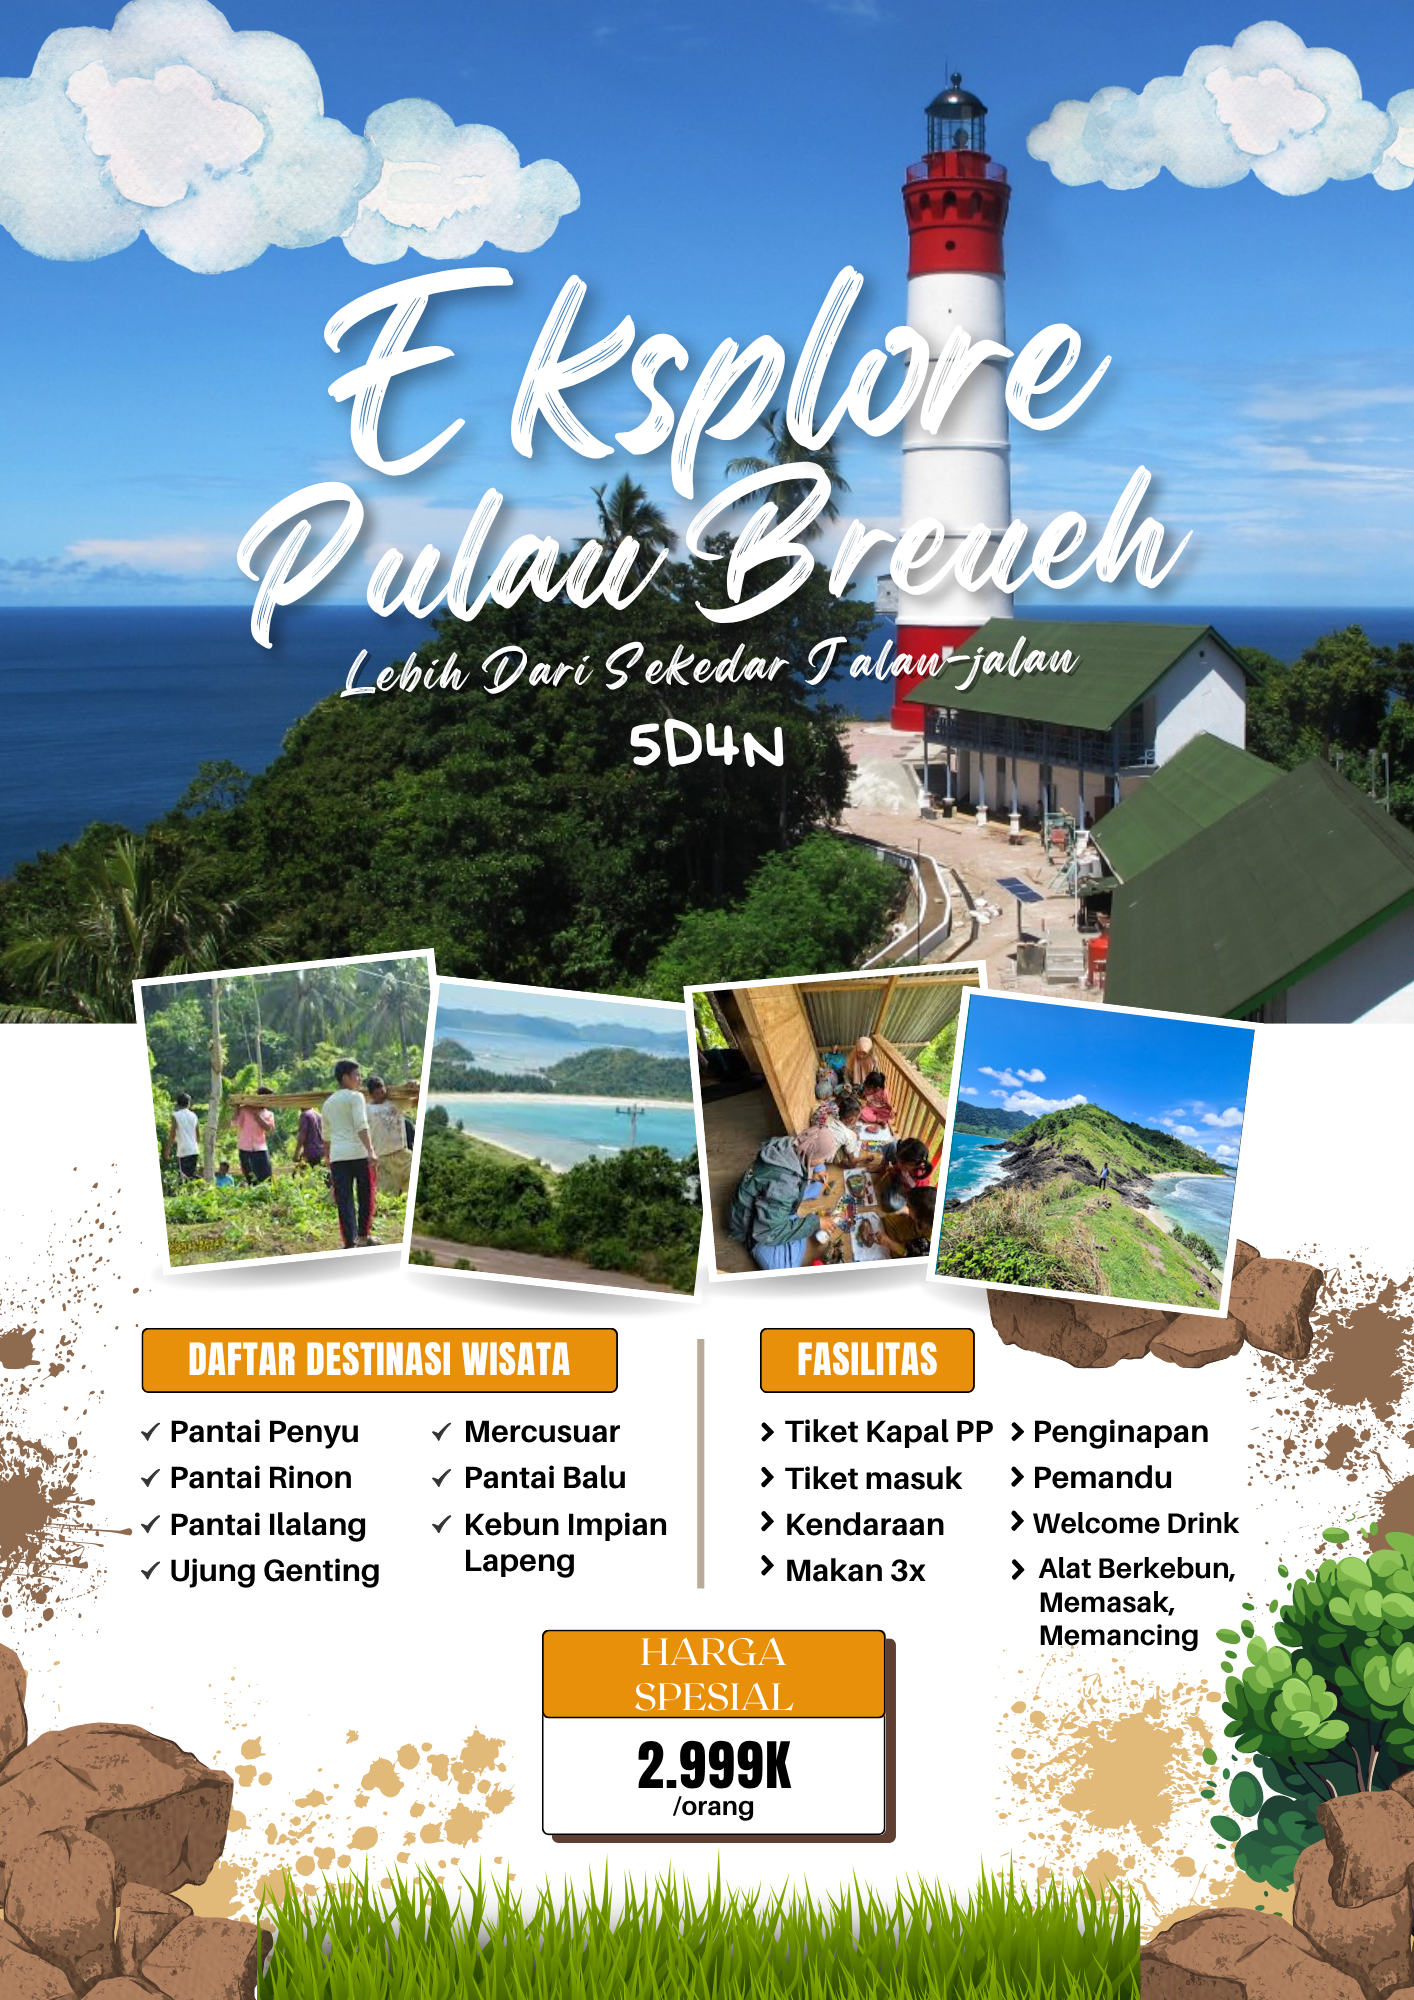 Eksplore
Pulau Breueh
Lebih Dari Sekedar Jalan-jalan
5D4N
DAFTAR DESTINASI WISATA
Pantai Penyu
Pantai Rinon
Pantai Ilalang
Ujung Genting
Mercusuar
Pantai Balu
Kebun Impian
Lapeng
FASILITAS
Tiket Kapal PP
Tiket masuk
Kendaraan
Makan 3x
Penginapan
Pemandu
Welcome Drink
Alat Berkebun,
Memasak,
Memancing
HARGA
SPESIAL
2.999K
/orang